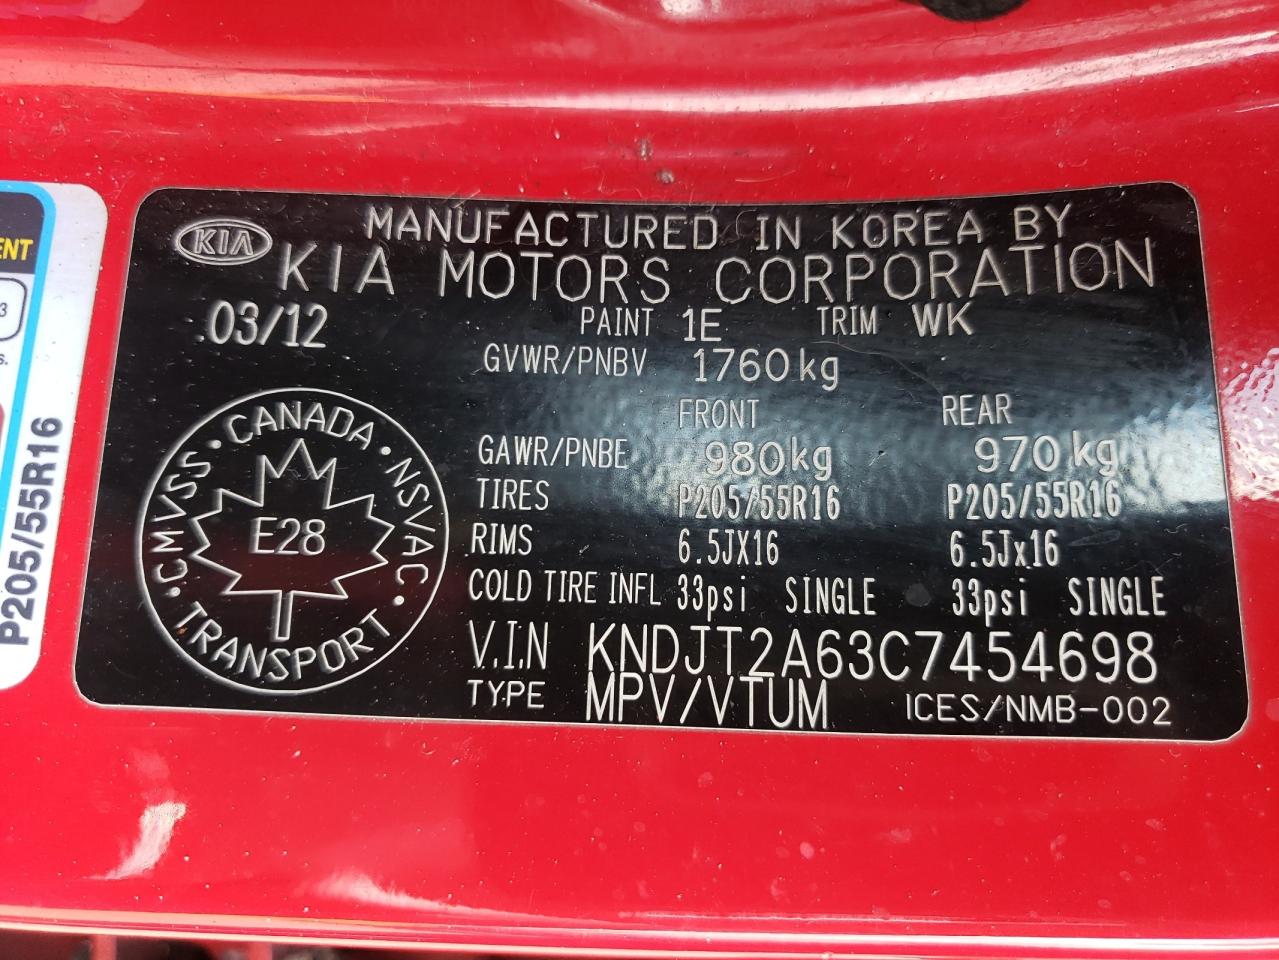 MANUFACTURED IN KOREA BY
KIA
KIA MOTORS CORPORATION
03/12
PAINT 1E TRIM WK
GVWR/PNBV 1760kg
FRONT REAR
GAWR/PNBE 980kg 970kg
TIRES P205/55R16 P205/55R16
RIMS 6.5JX16 6.5Jx16
COLD TIRE INFL 33psi SINGLE 33psi SINGLE
V.I.N KNDJT2A63C7454698
TYPE MPV/VTUM ICES/NMB-002
CANADA • NSVAC • TRANSPORT • CMVSS •
E28
3
P205/55R16